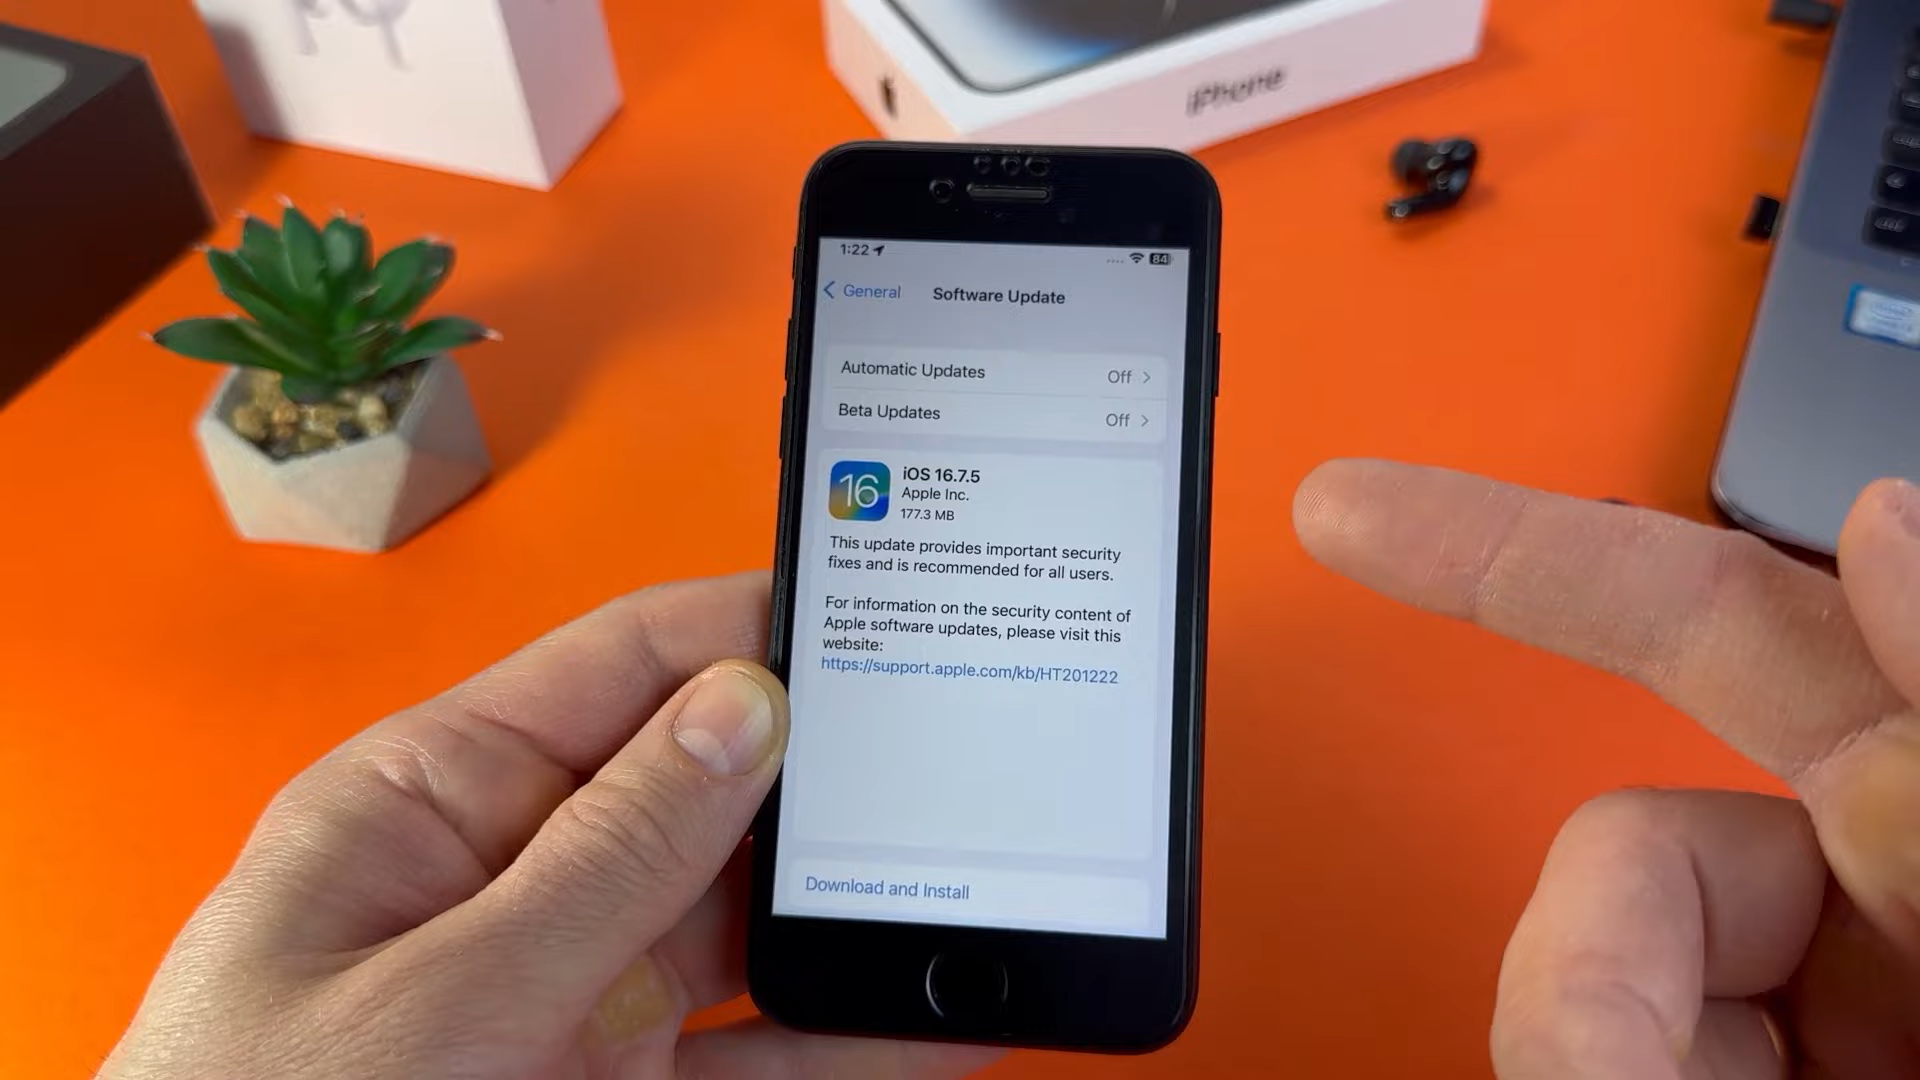 iPhone
1:22
84
General
Software Update
Automatic Updates
Off
Beta Updates
Off
16
iOS 16.7.5
Apple Inc.
177.3 MB
This update provides important security
fixes and is recommended for all users.
For information on the security content of
Apple software updates, please visit this
website:
https://support.apple.com/kb/HT201222
Download and Install